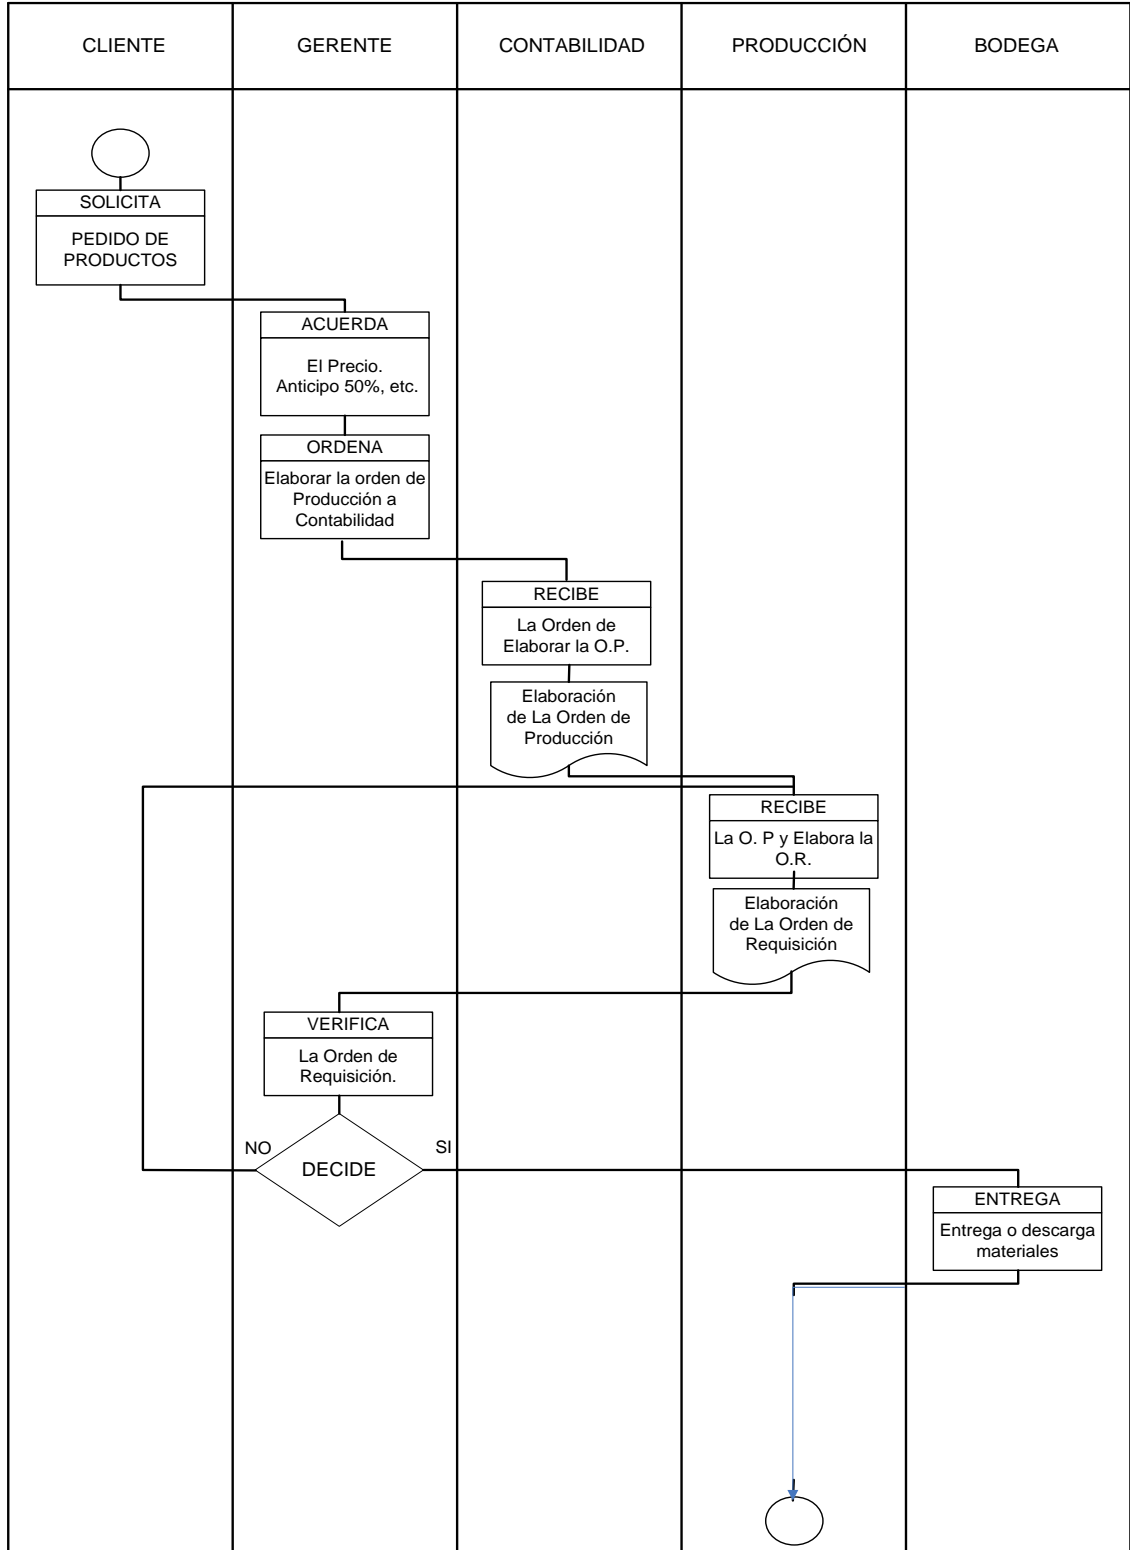 CLIENTE
GERENTE
CONTABILIDAD
PRODUCCIÓN
BODEGA
SOLICITA
PEDIDO DE
PRODUCTOS
ACUERDA
El Precio.
Anticipo 50%, etc.
ORDENA
Elaborar la orden de
Producción a
Contabilidad
RECIBE
La Orden de
Elaborar la O.P.
Elaboración
de La Orden de
Producción
RECIBE
La O. P y Elabora la
O.R.
Elaboración
de La Orden de
Requisición
VERIFICA
La Orden de
Requisición.
NO
DECIDE
SI
ENTREGA
Entrega o descarga
materiales